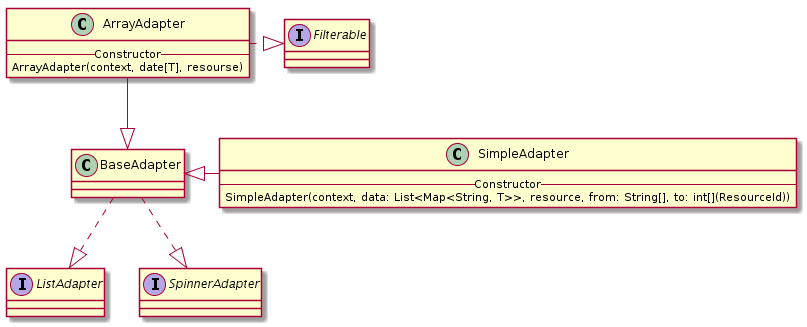 C ArrayAdapter
Constructor
ArrayAdapter(context, date[T], resourse)
I Filterable
C BaseAdapter
C SimpleAdapter
Constructor
SimpleAdapter(context, data: List<Map<String, T>>, resource, from: String[], to: int[](ResourceId))
I ListAdapter
I SpinnerAdapter